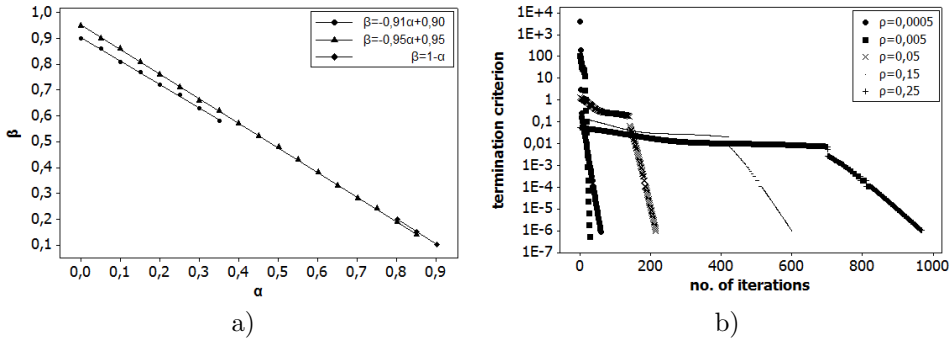 1,0
0,9
0,8
0,7
0,6
0,5
0,4
0,3
0,2
0,1
β
0,0 0,1 0,2 0,3 0,4 0,5 0,6 0,7 0,8 0,9
α
β=-0,91α+0,90
β=-0,95α+0,95
β=1-α
a)
1E+4
100
10
1
0,1
0,01
1E-3
1E-4
1E-5
1E-6
1E-7
termination criterion
0 200 400 600 800 1000
no. of iterations
ρ=0,0005
ρ=0,005
ρ=0,05
ρ=0,15
ρ=0,25
b)